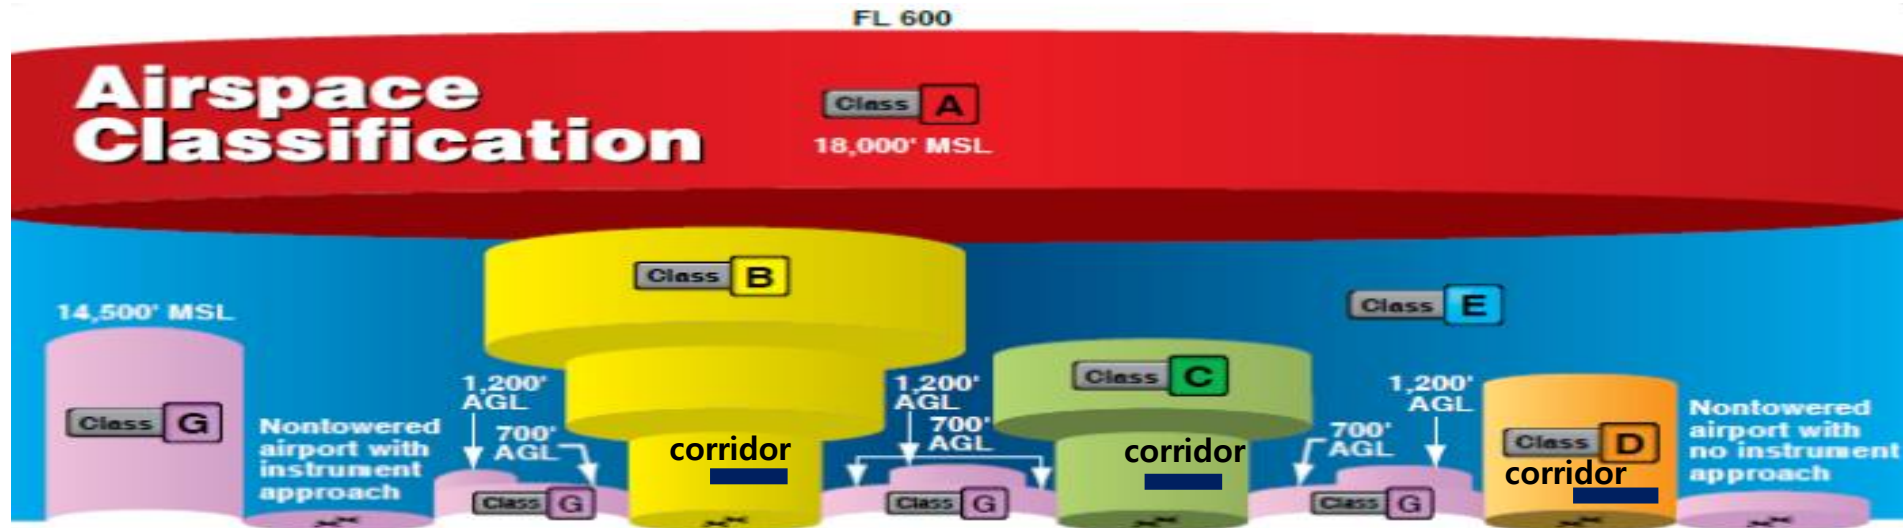 FL 600
Airspace
Classification
Class A
18,000' MSL
Class B
Class E
14,500' MSL
Class C
Class G
1,200'
AGL
700'
AGL
Nontowered
airport with
instrument
approach
corridor
1,200'
AGL
700'
AGL
corridor
1,200'
AGL
700'
AGL
Class D
corridor
Nontowered
airport with
no instrument
approach
Class G
Class G
Class G